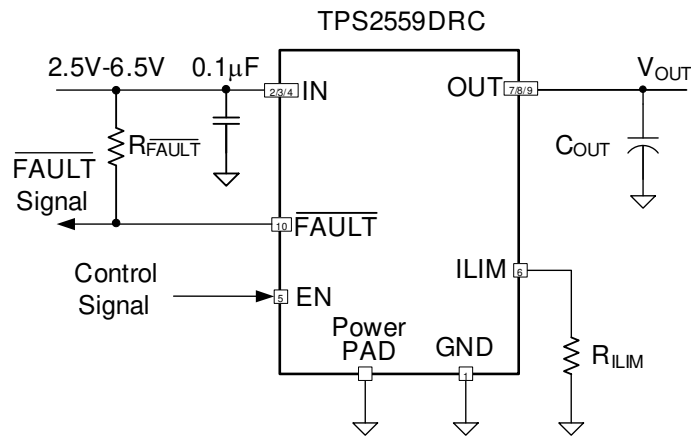 TPS2559DRC
2.5V-6.5V 0.1μF
IN
2/3/4
OUT
7/8/9
VOUT
RFAULT
COUT
FAULT
Signal
10
FAULT
ILIM
6
Control
Signal
5
EN
Power
PAD
GND
1
RILIM